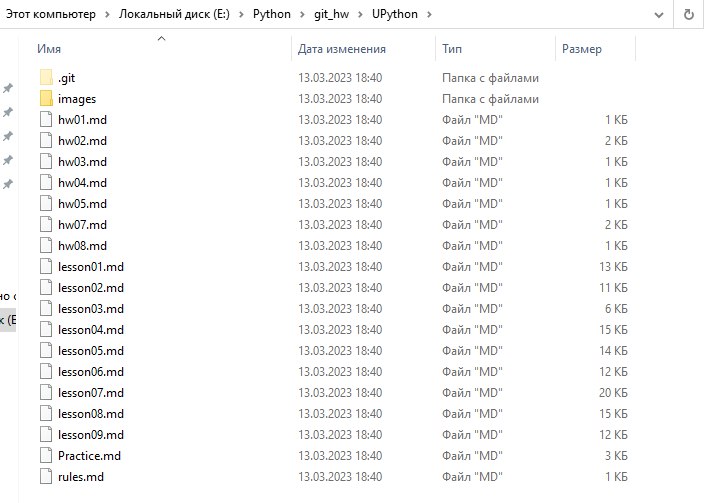 Этот компьютер > Локальный диск (E:) > Python > git_hw > UPython >
Имя Дата изменения Тип Размер
.git 13.03.2023 18:40 Папка с файлами
images 13.03.2023 18:40 Папка с файлами
hw01.md 13.03.2023 18:40 Файл "MD" 1 КБ
hw02.md 13.03.2023 18:40 Файл "MD" 2 КБ
hw03.md 13.03.2023 18:40 Файл "MD" 1 КБ
hw04.md 13.03.2023 18:40 Файл "MD" 1 КБ
hw05.md 13.03.2023 18:40 Файл "MD" 1 КБ
hw07.md 13.03.2023 18:40 Файл "MD" 2 КБ
hw08.md 13.03.2023 18:40 Файл "MD" 1 КБ
lesson01.md 13.03.2023 18:40 Файл "MD" 13 КБ
lesson02.md 13.03.2023 18:40 Файл "MD" 11 КБ
lesson03.md 13.03.2023 18:40 Файл "MD" 6 КБ
lesson04.md 13.03.2023 18:40 Файл "MD" 15 КБ
lesson05.md 13.03.2023 18:40 Файл "MD" 14 КБ
lesson06.md 13.03.2023 18:40 Файл "MD" 12 КБ
lesson07.md 13.03.2023 18:40 Файл "MD" 20 КБ
lesson08.md 13.03.2023 18:40 Файл "MD" 15 КБ
lesson09.md 13.03.2023 18:40 Файл "MD" 12 КБ
Practice.md 13.03.2023 18:40 Файл "MD" 3 КБ
rules.md 13.03.2023 18:40 Файл "MD" 1 КБ